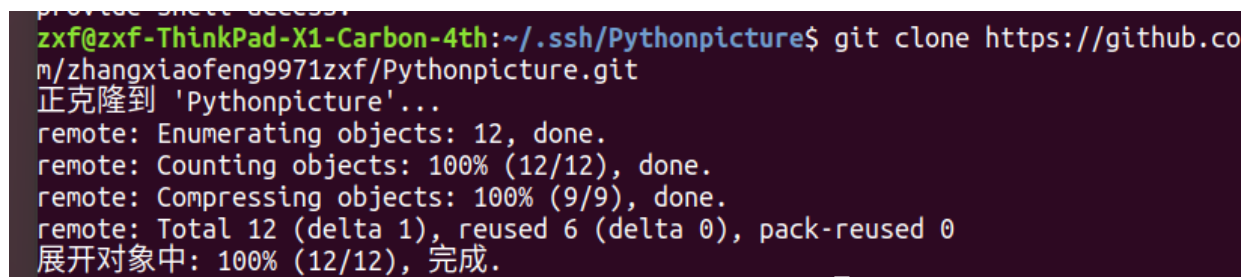 provide shell access.
zxf@zxf-ThinkPad-X1-Carbon-4th:~/.ssh/Pythonpicture$ git clone https://github.co
m/zhangxiaofeng9971zxf/Pythonpicture.git
正克隆到 'Pythonpicture'...
remote: Enumerating objects: 12, done.
remote: Counting objects: 100% (12/12), done.
remote: Compressing objects: 100% (9/9), done.
remote: Total 12 (delta 1), reused 6 (delta 0), pack-reused 0
展开对象中: 100% (12/12), 完成.